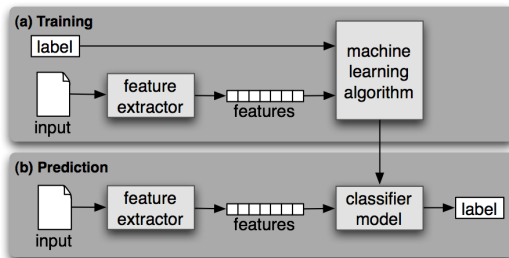 (a) Training
label
machine
learning
algorithm
feature
extractor
input
features
(b) Prediction
feature
extractor
classifier
model
label
input
features